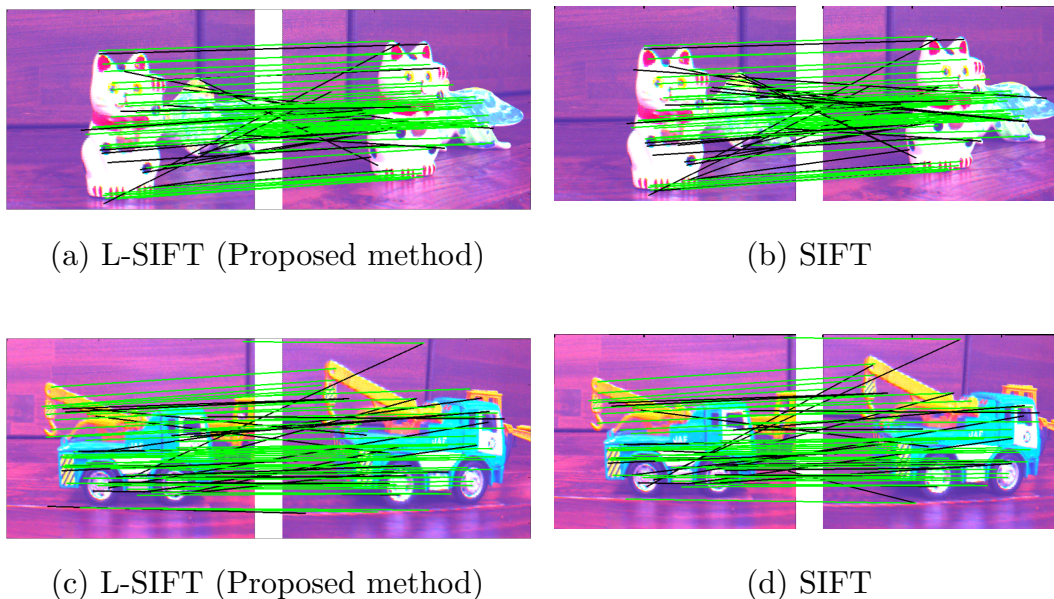 (a) L-SIFT (Proposed method)
(b) SIFT
(c) L-SIFT (Proposed method)
(d) SIFT